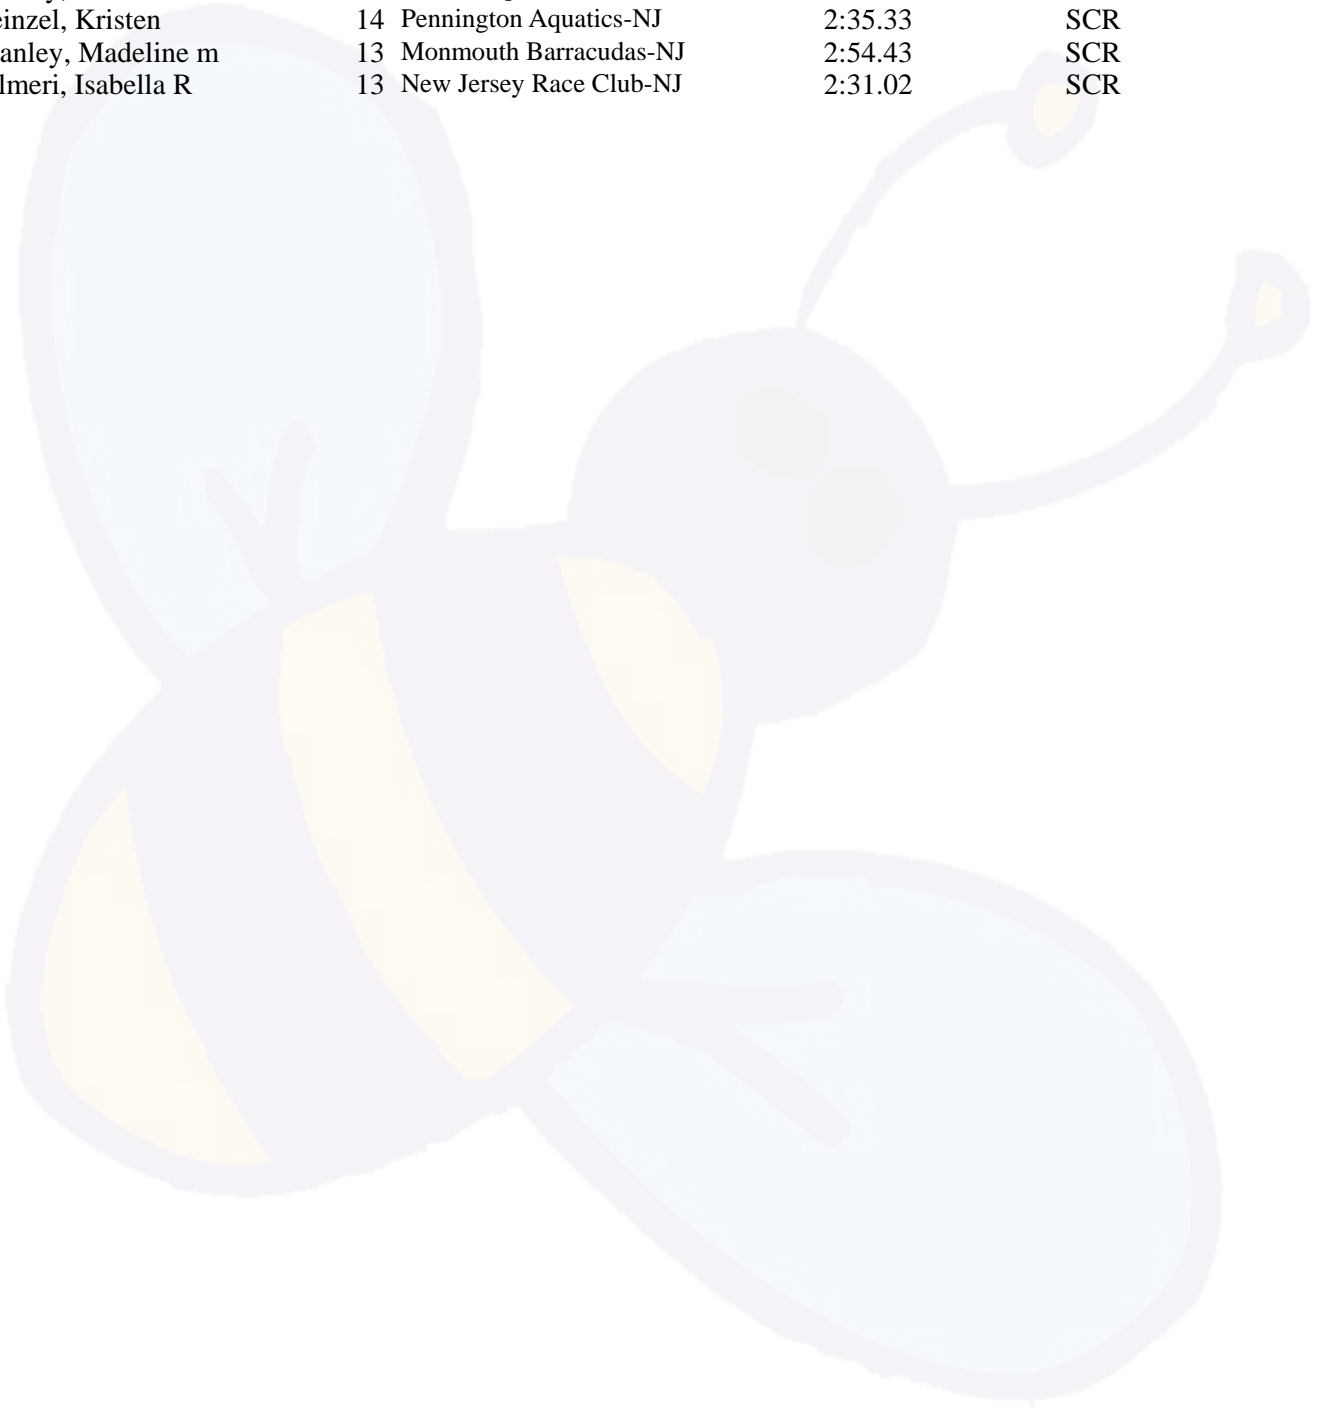 einzel, Kristen 14 Pennington Aquatics-NJ 2:35.33 SCR
anley, Madeline m 13 Monmouth Barracudas-NJ 2:54.43 SCR
lmeri, Isabella R 13 New Jersey Race Club-NJ 2:31.02 SCR